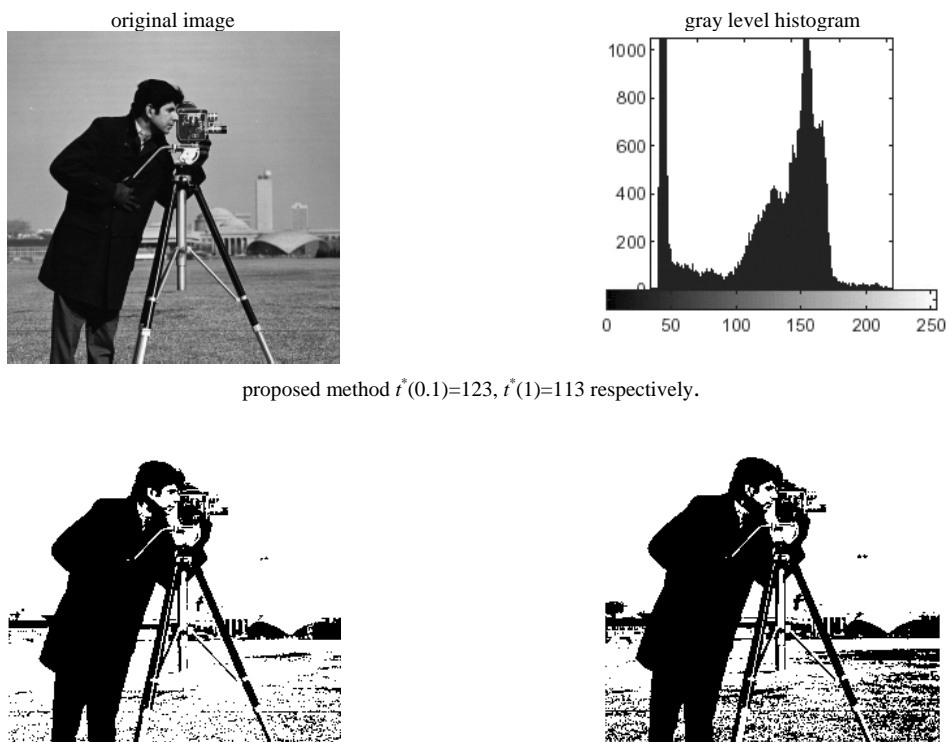 original image
gray level histogram
1000
800
600
400
200
0
0 50 100 150 200 250
proposed method t*(0.1)=123, t*(1)=113 respectively.